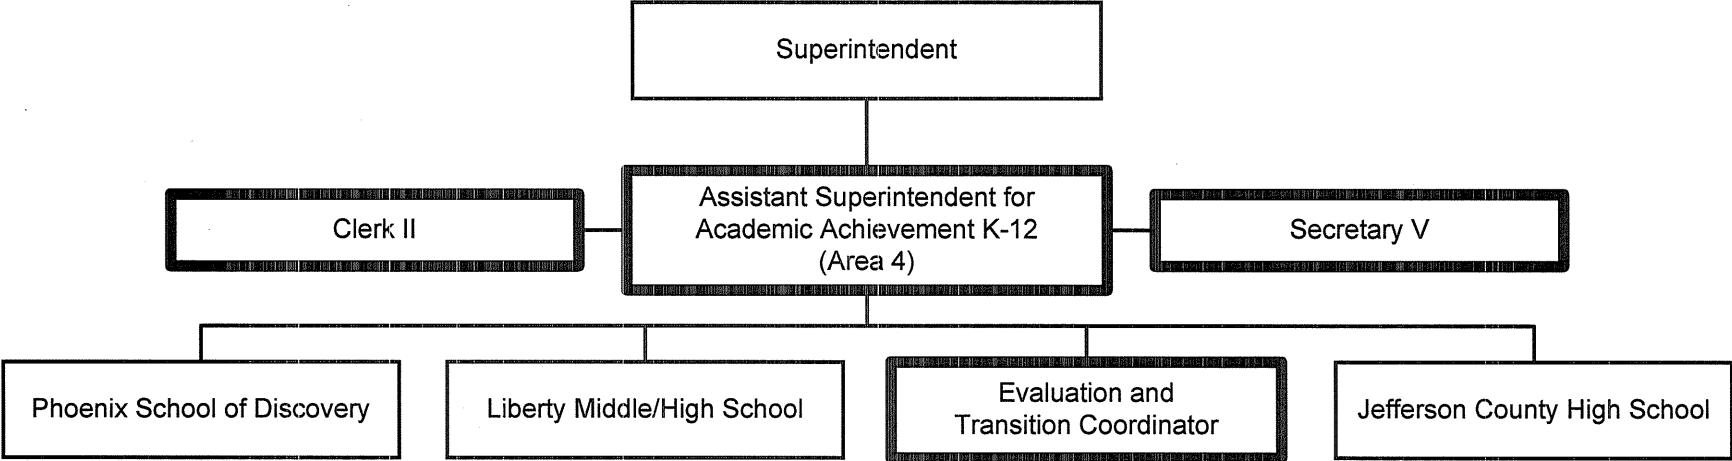 Superintendent
Clerk II
Assistant Superintendent for
Academic Achievement K-12
(Area 4)
Secretary V
Phoenix School of Discovery
Liberty Middle/High School
Evaluation and
Transition Coordinator
Jefferson County High School